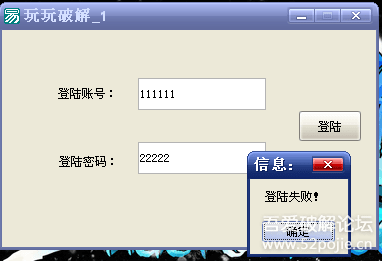 易 玩玩破解_1
登陆账号：
111111
登陆
登陆密码：
22222
信息：
登陆失败！
确定
吾爱破解论坛
www.52pojie.cn